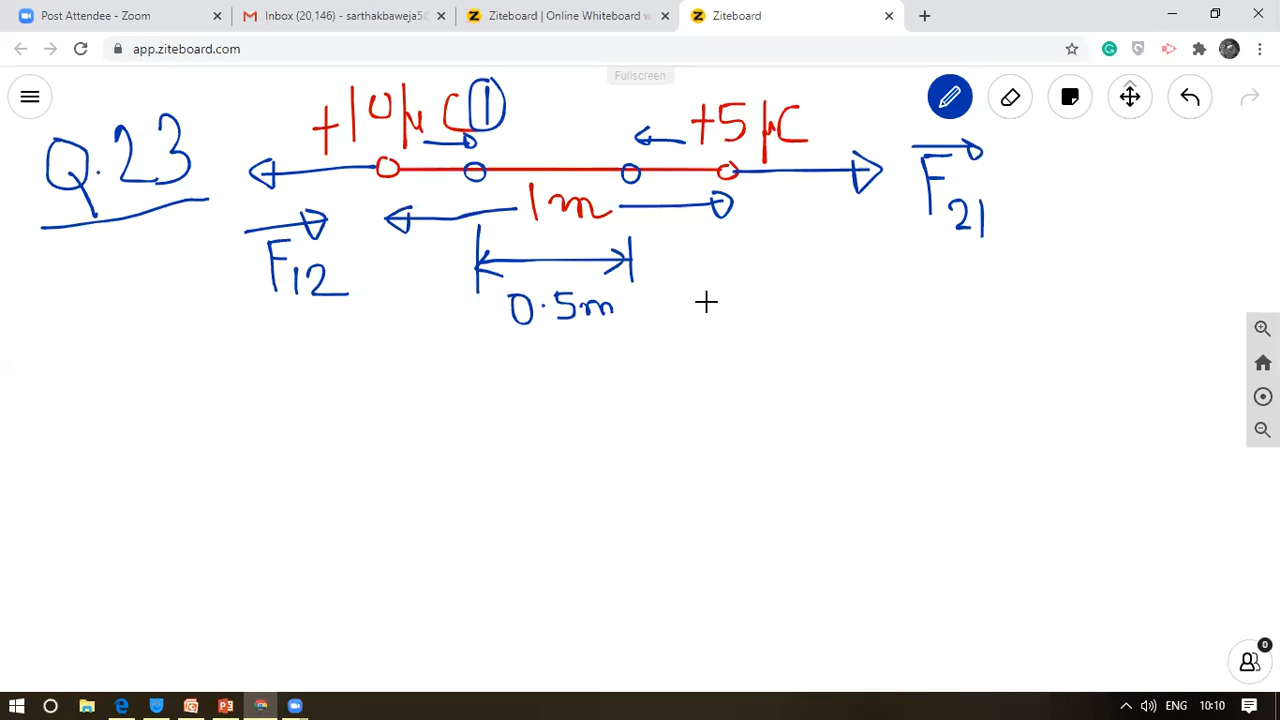 Post Attendee - Zoom
Inbox (20,146) - sarthakbaweja5
Ziteboard | Online Whiteboard w
Ziteboard
app.ziteboard.com
Fullscreen
Q.23
+10μC 1
+5μC
1m
F12
F21
0.5m
0
ENG
10:10